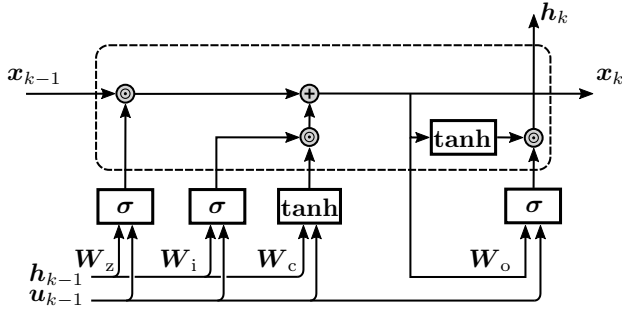 h_k
x_{k−1} x_k
tanh
σ σ tanh σ
W_z W_i W_c W_o
h_{k−1}
u_{k−1}